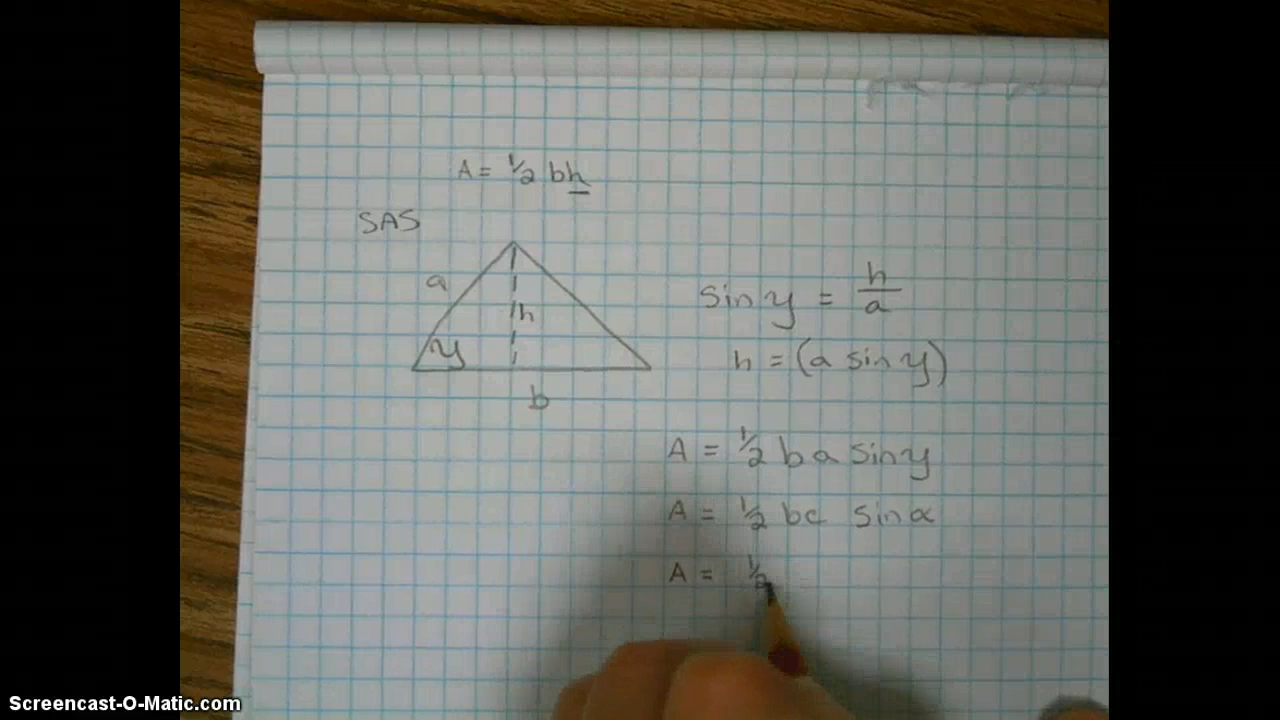 A = 1/2 bh
SAS
a
h
y
b
sin y = h/a
h = (a sin y)
A = 1/2 b a sin y
A = 1/2 bc sin α
A = 1/2
Screencast-O-Matic.com